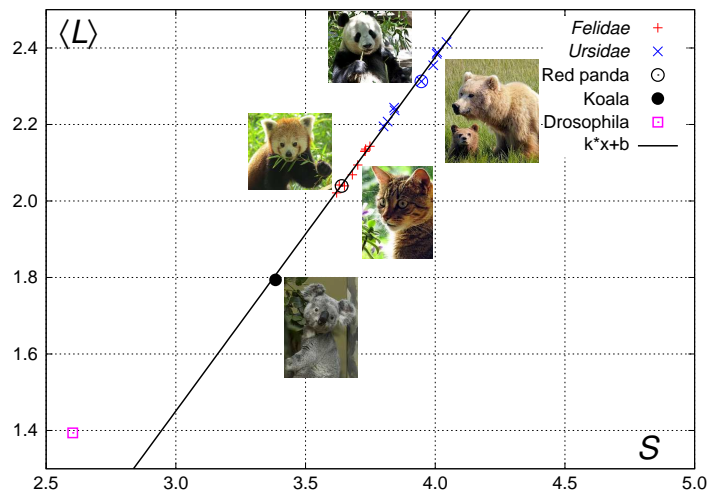 ⟨L⟩
2.4
2.2
2.0
1.8
1.6
1.4
2.5 3.0 3.5 4.0 4.5 5.0
S
Felidae
Ursidae
Red panda
Koala
Drosophila
k*x+b